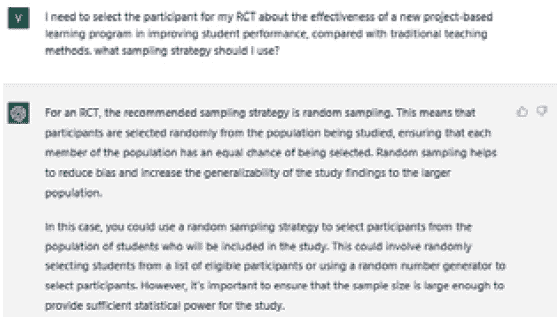 V
I need to select the participant for my RCT about the effectiveness of a new project-based
learning program in improving student performance, compared with traditional teaching
methods. what sampling strategy should I use?
For an RCT, the recommended sampling strategy is random sampling. This means that
participants are selected randomly from the population being studied, ensuring that each
member of the population has an equal chance of being selected. Random sampling helps
to reduce bias and increase the generalizability of the study findings to the larger
population.
In this case, you could use a random sampling strategy to select participants from the
population of students who will be included in the study. This could involve randomly
selecting students from a list of eligible participants or using a random number generator to
select participants. However, it's important to ensure that the sample size is large enough to
provide sufficient statistical power for the study.